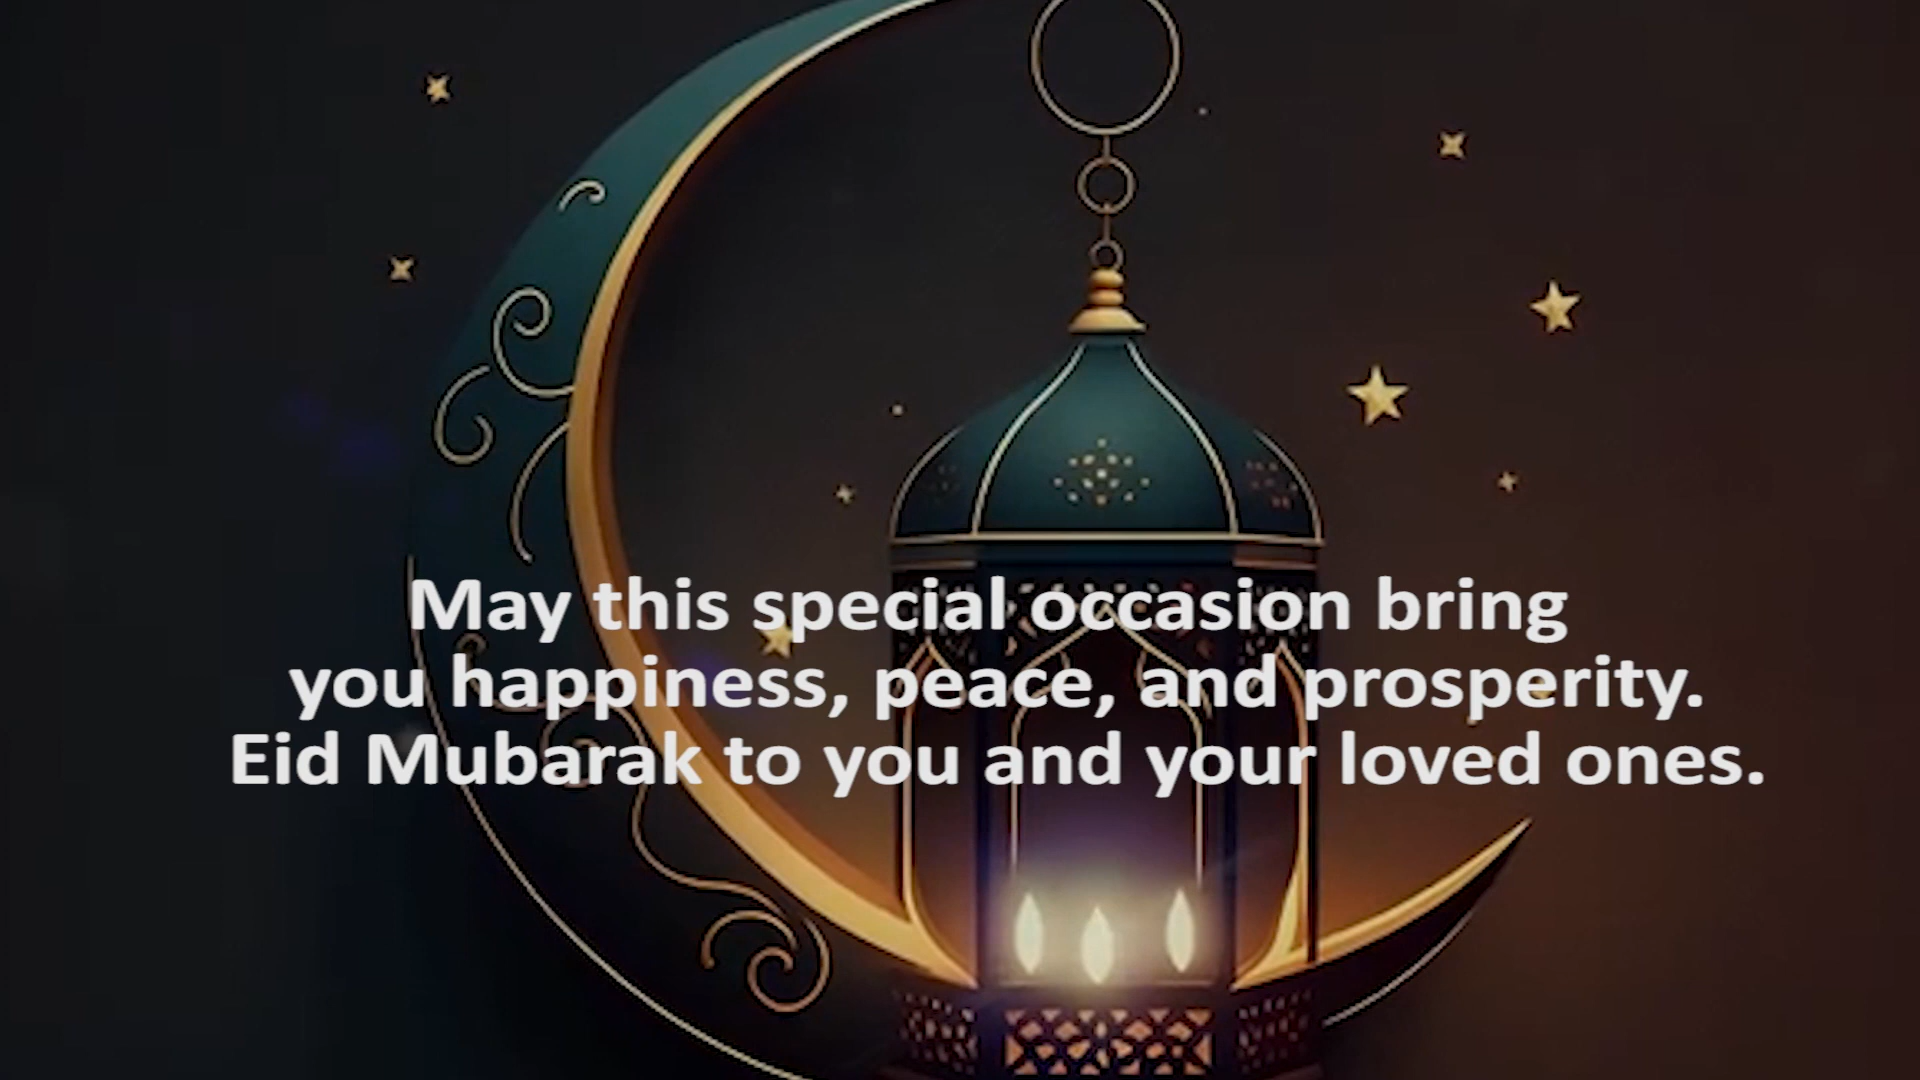 May this special occasion bring
you happiness, peace, and prosperity.
Eid Mubarak to you and your loved ones.